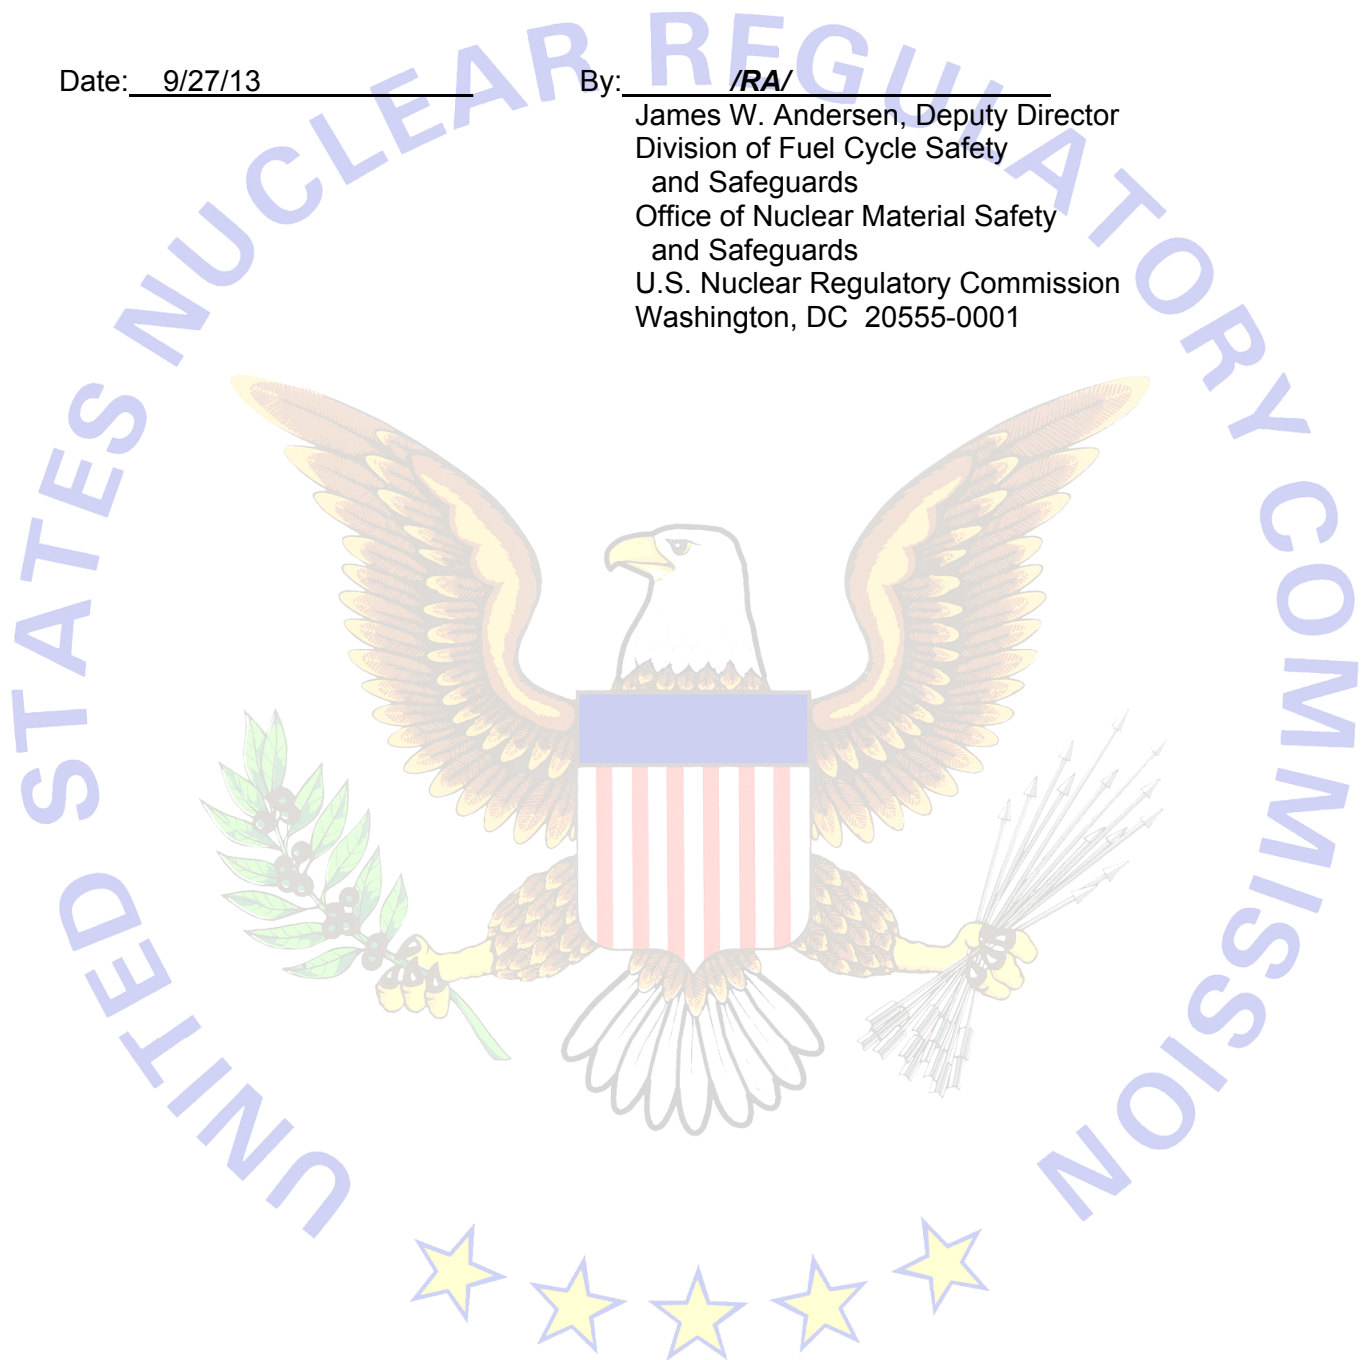 Date: 9/27/13 By: /RA/
James W. Andersen, Deputy Director
Division of Fuel Cycle Safety
and Safeguards
Office of Nuclear Material Safety
and Safeguards
U.S. Nuclear Regulatory Commission
Washington, DC 20555-0001
UNITED STATES NUCLEAR REGULATORY COMMISSION